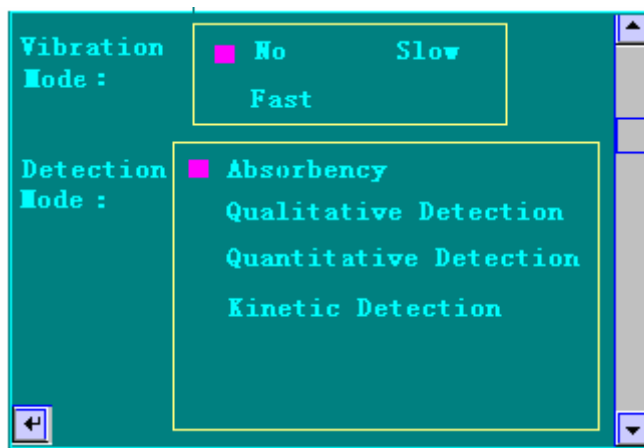 Vibration
Mode :
No Slow
Fast
Detection
Mode :
Absorbency
Qualitative Detection
Quantitative Detection
Kinetic Detection